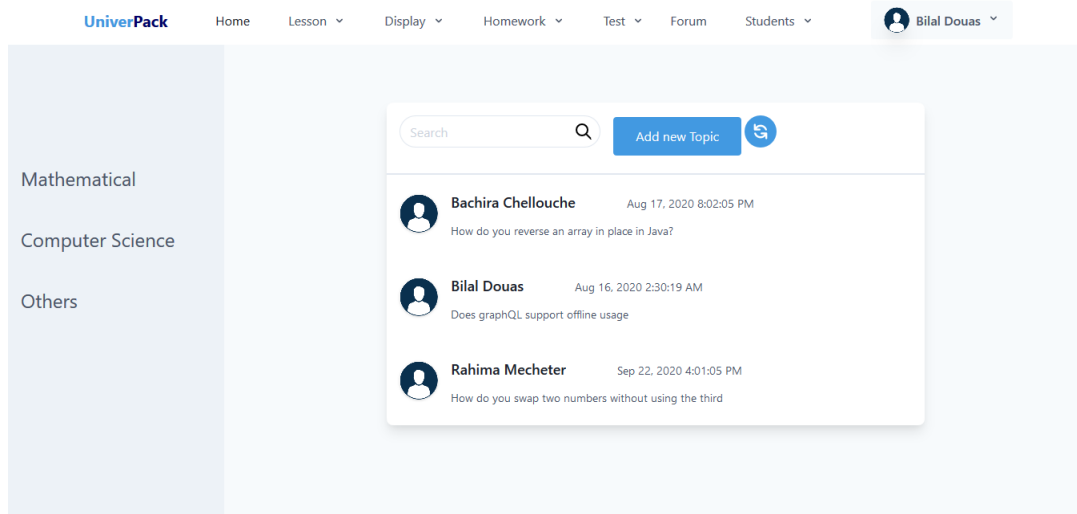 UniverPack Home Lesson Display Homework Test Forum Students Bilal Douas
Search Add new Topic
Mathematical
Computer Science
Others
Bachira Chellouche Aug 17, 2020 8:02:05 PM
How do you reverse an array in place in Java?
Bilal Douas Aug 16, 2020 2:30:19 AM
Does graphQL support offline usage
Rahima Mecheter Sep 22, 2020 4:01:05 PM
How do you swap two numbers without using the third